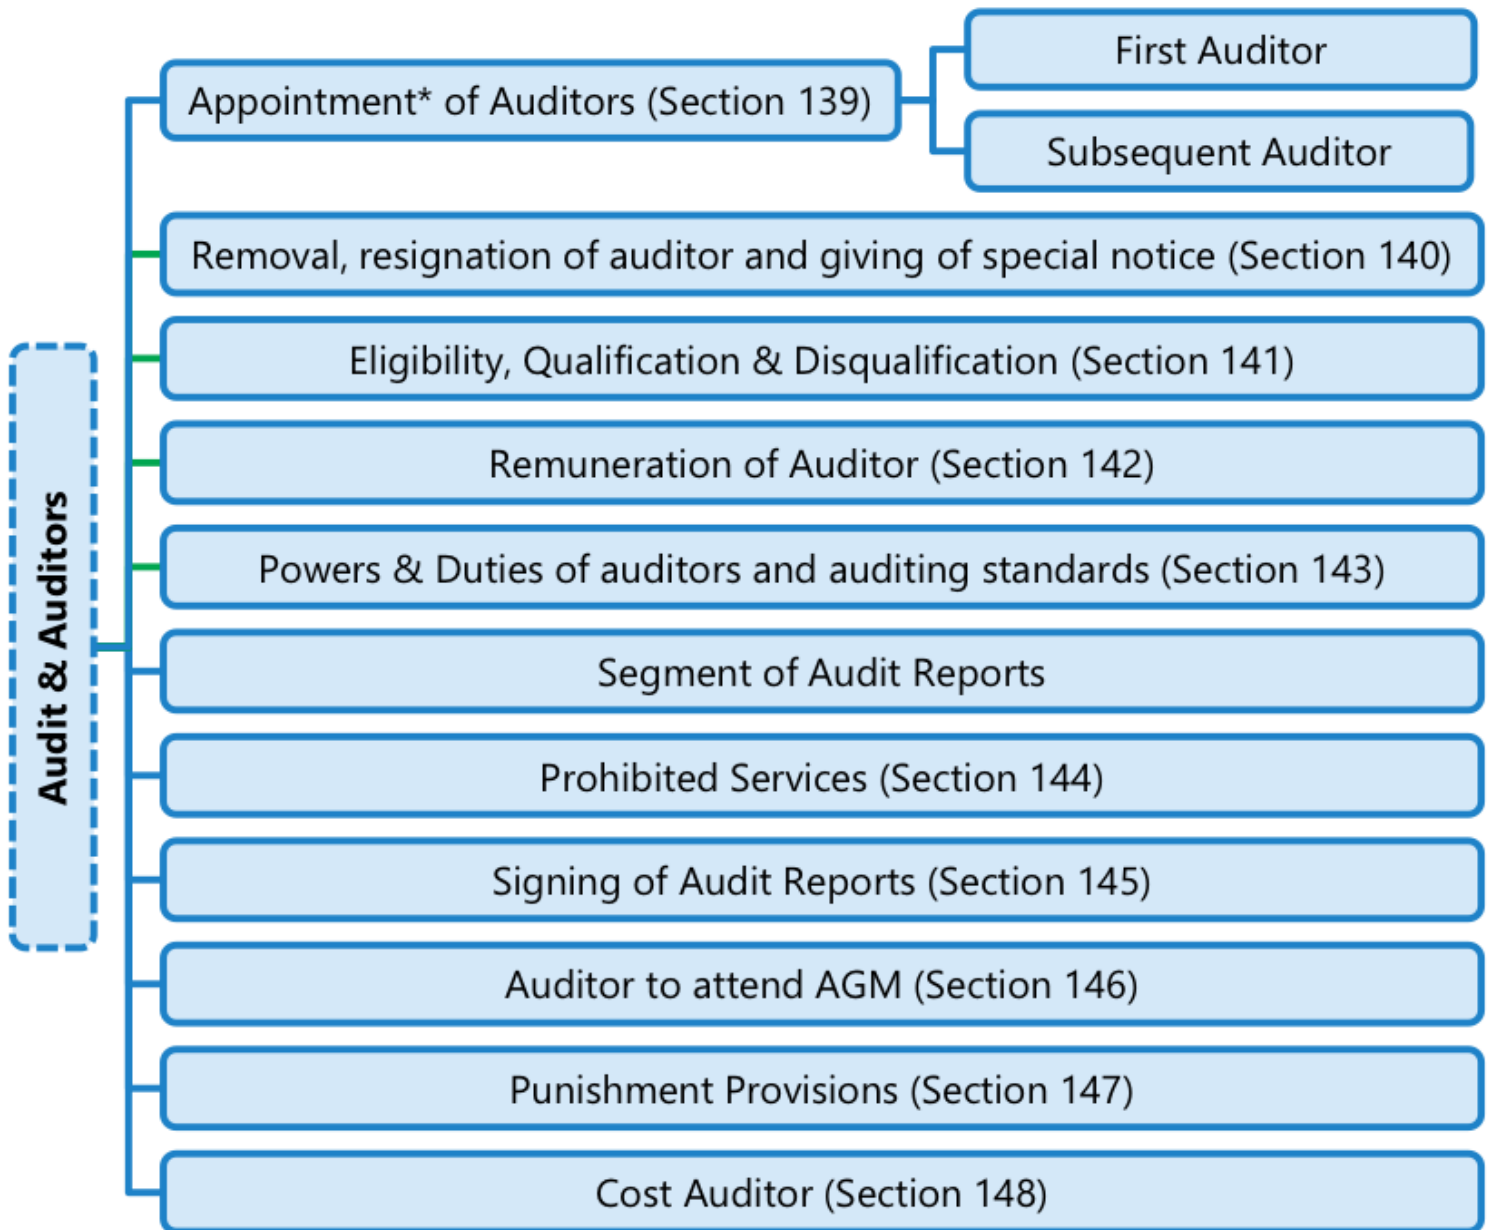 Audit & Auditors
Appointment* of Auditors (Section 139)
First Auditor
Subsequent Auditor
Removal, resignation of auditor and giving of special notice (Section 140)
Eligibility, Qualification & Disqualification (Section 141)
Remuneration of Auditor (Section 142)
Powers & Duties of auditors and auditing standards (Section 143)
Segment of Audit Reports
Prohibited Services (Section 144)
Signing of Audit Reports (Section 145)
Auditor to attend AGM (Section 146)
Punishment Provisions (Section 147)
Cost Auditor (Section 148)